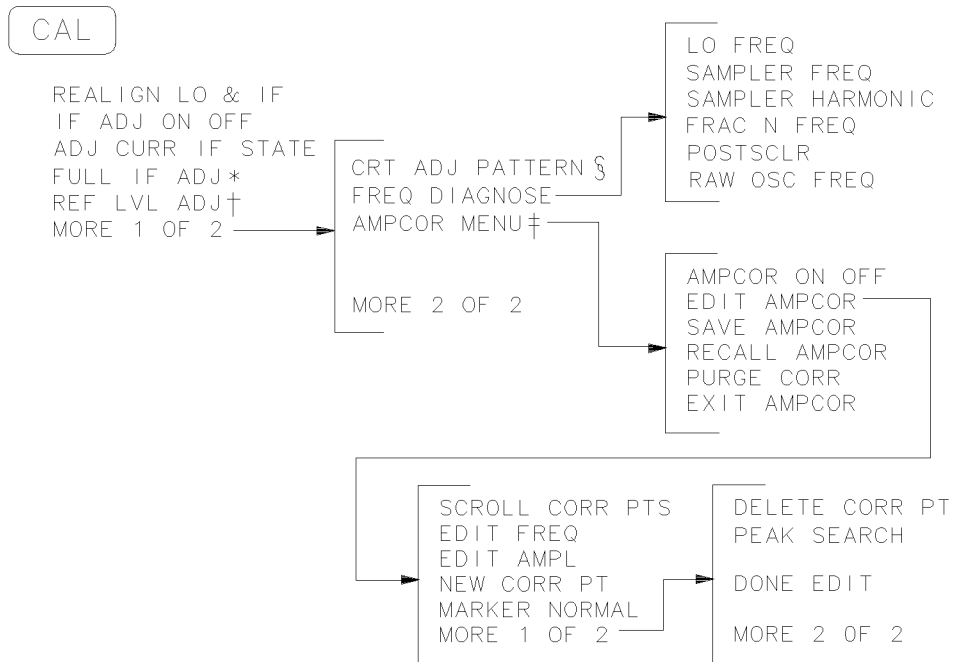 CAL
REALIGN LO & IF
IF ADJ ON OFF
ADJ CURR IF STATE
FULL IF ADJ*
REF LVL ADJ†
MORE 1 OF 2
CRT ADJ PATTERN§
FREQ DIAGNOSE
AMPCOR MENU‡
MORE 2 OF 2
LO FREQ
SAMPLER FREQ
SAMPLER HARMONIC
FRAC N FREQ
POSTSCLR
RAW OSC FREQ
AMPCOR ON OFF
EDIT AMPCOR
SAVE AMPCOR
RECALL AMPCOR
PURGE CORR
EXIT AMPCOR
SCROLL CORR PTS
EDIT FREQ
EDIT AMPL
NEW CORR PT
MARKER NORMAL
MORE 1 OF 2
DELETE CORR PT
PEAK SEARCH
DONE EDIT
MORE 2 OF 2